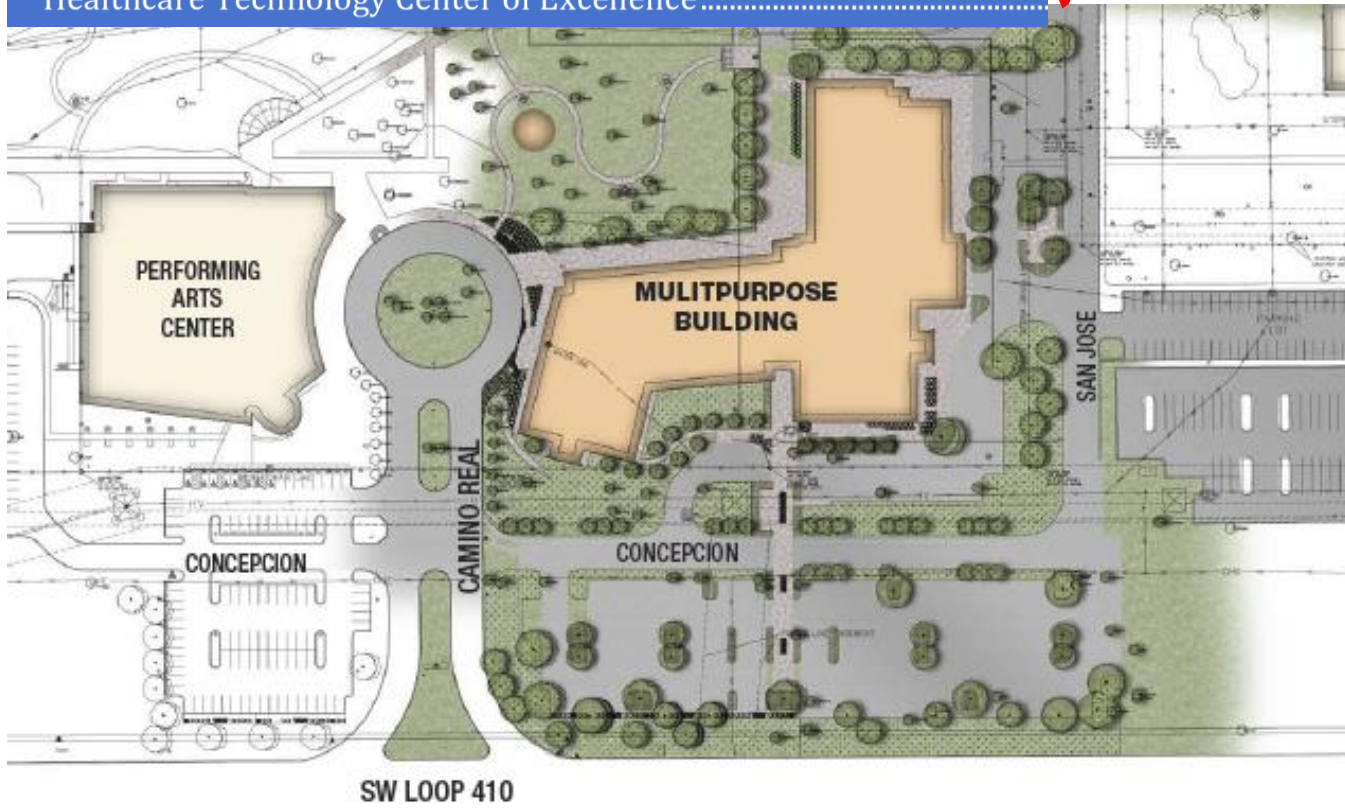 Healthcare Technology Center of Excellence
PERFORMING
ARTS
CENTER
MULITPURPOSE
BUILDING
SAN JOSE
CAMINO REAL
CONCEPCION
CONCEPCION
SW LOOP 410